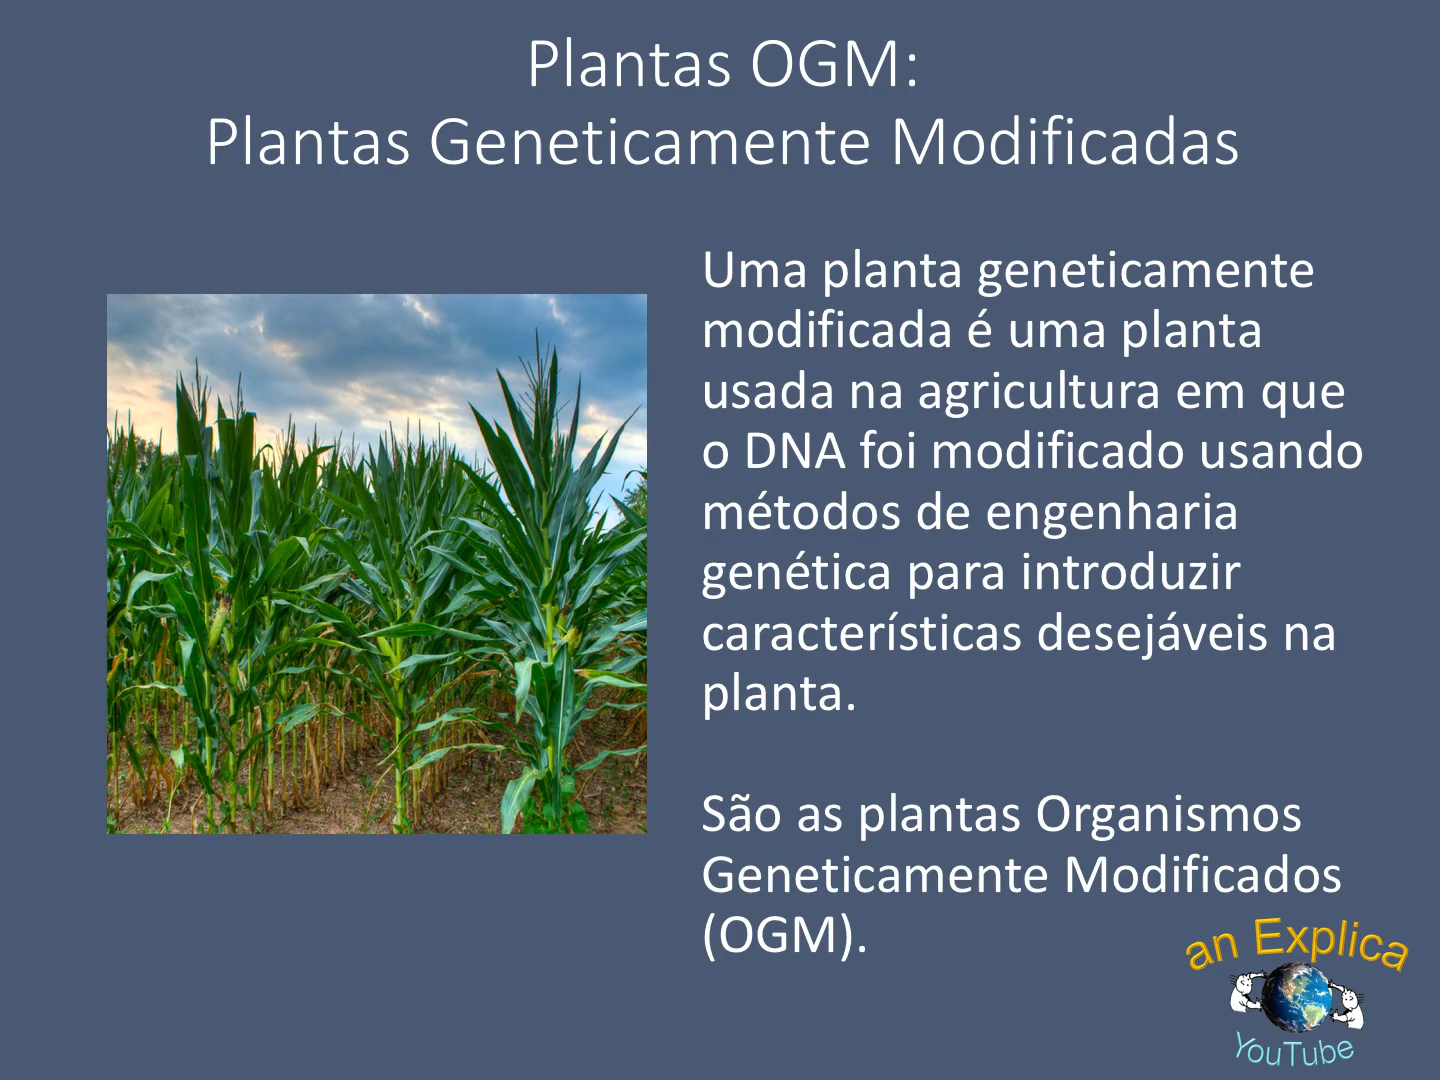 Plantas OGM:
Plantas Geneticamente Modificadas
Uma planta geneticamente
modificada é uma planta
usada na agricultura em que
o DNA foi modificado usando
métodos de engenharia
genética para introduzir
características desejáveis na
planta.
São as plantas Organismos
Geneticamente Modificados
(OGM).
an Explica
YouTube